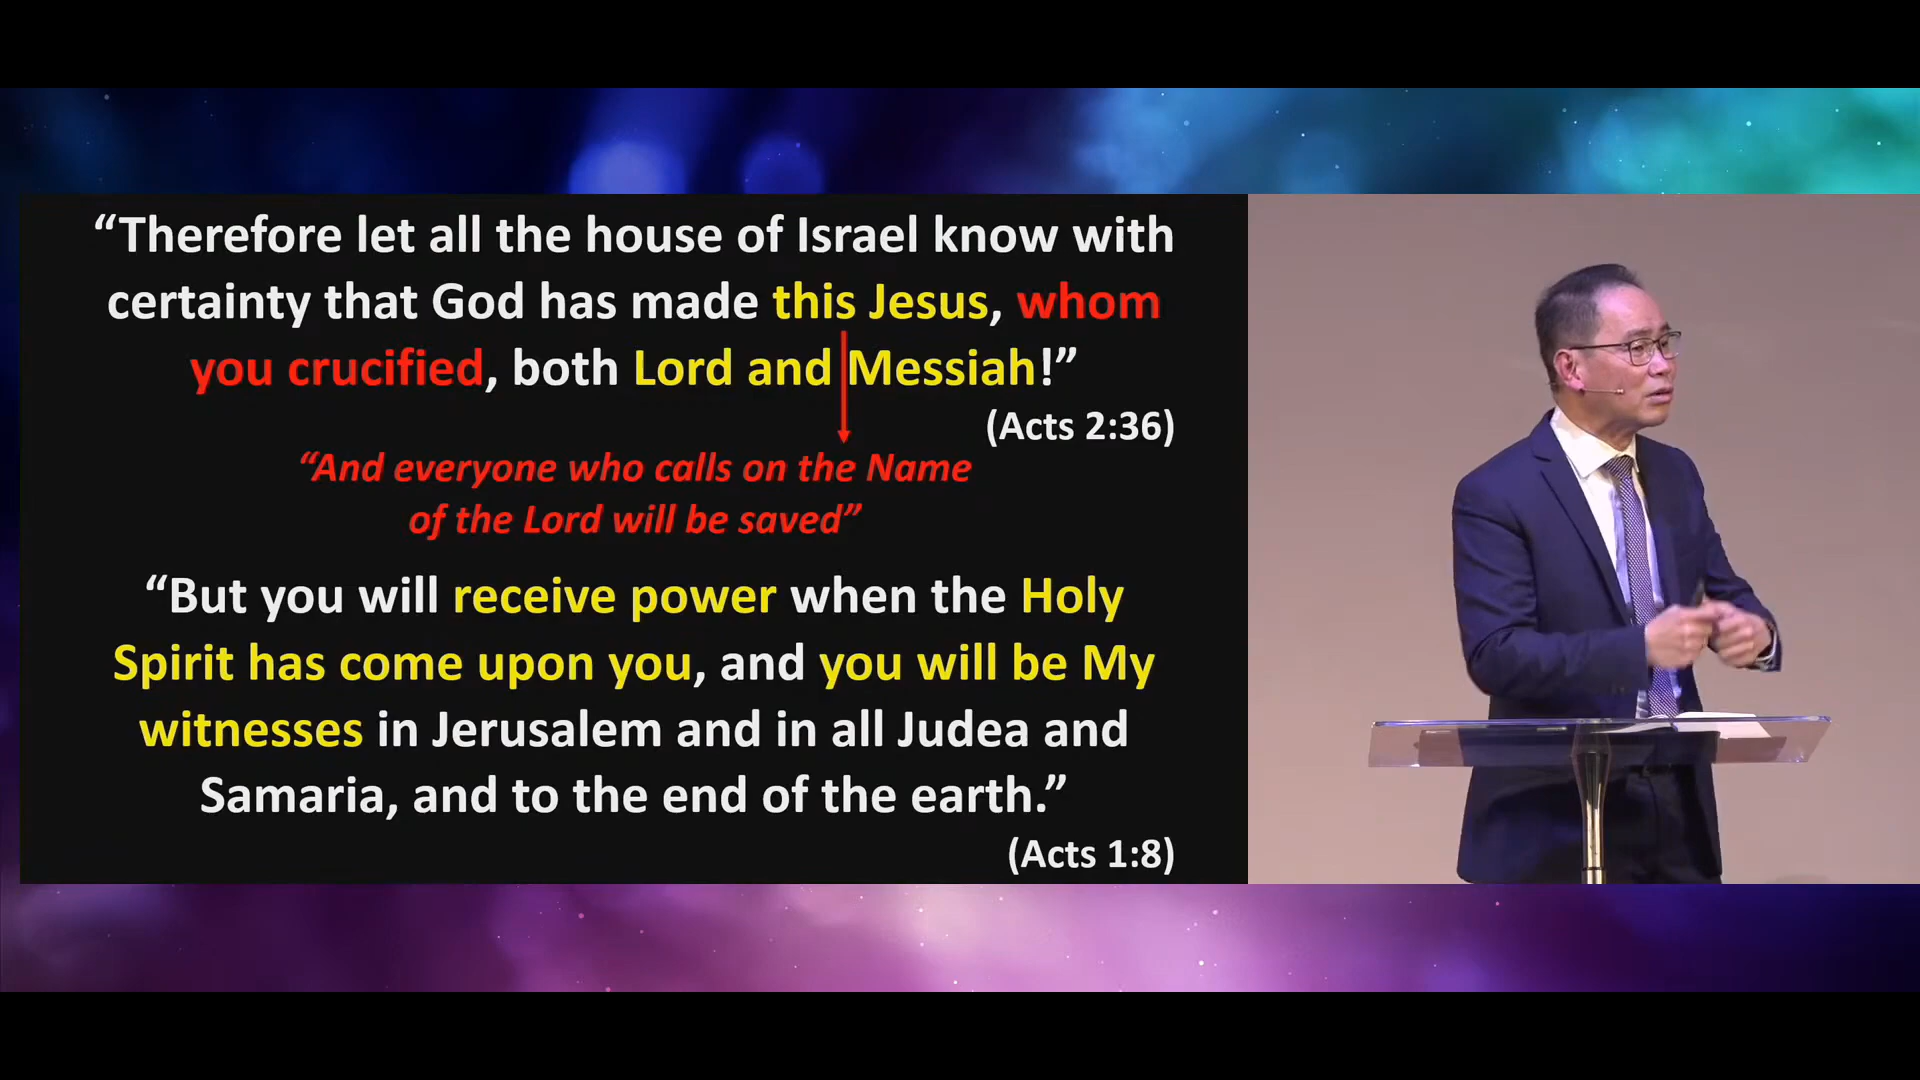 “Therefore let all the house of Israel know with
certainty that God has made this Jesus, whom
you crucified, both Lord and Messiah!”
(Acts 2:36)
“And everyone who calls on the Name
of the Lord will be saved”
“But you will receive power when the Holy
Spirit has come upon you, and you will be My
witnesses in Jerusalem and in all Judea and
Samaria, and to the end of the earth.”
(Acts 1:8)